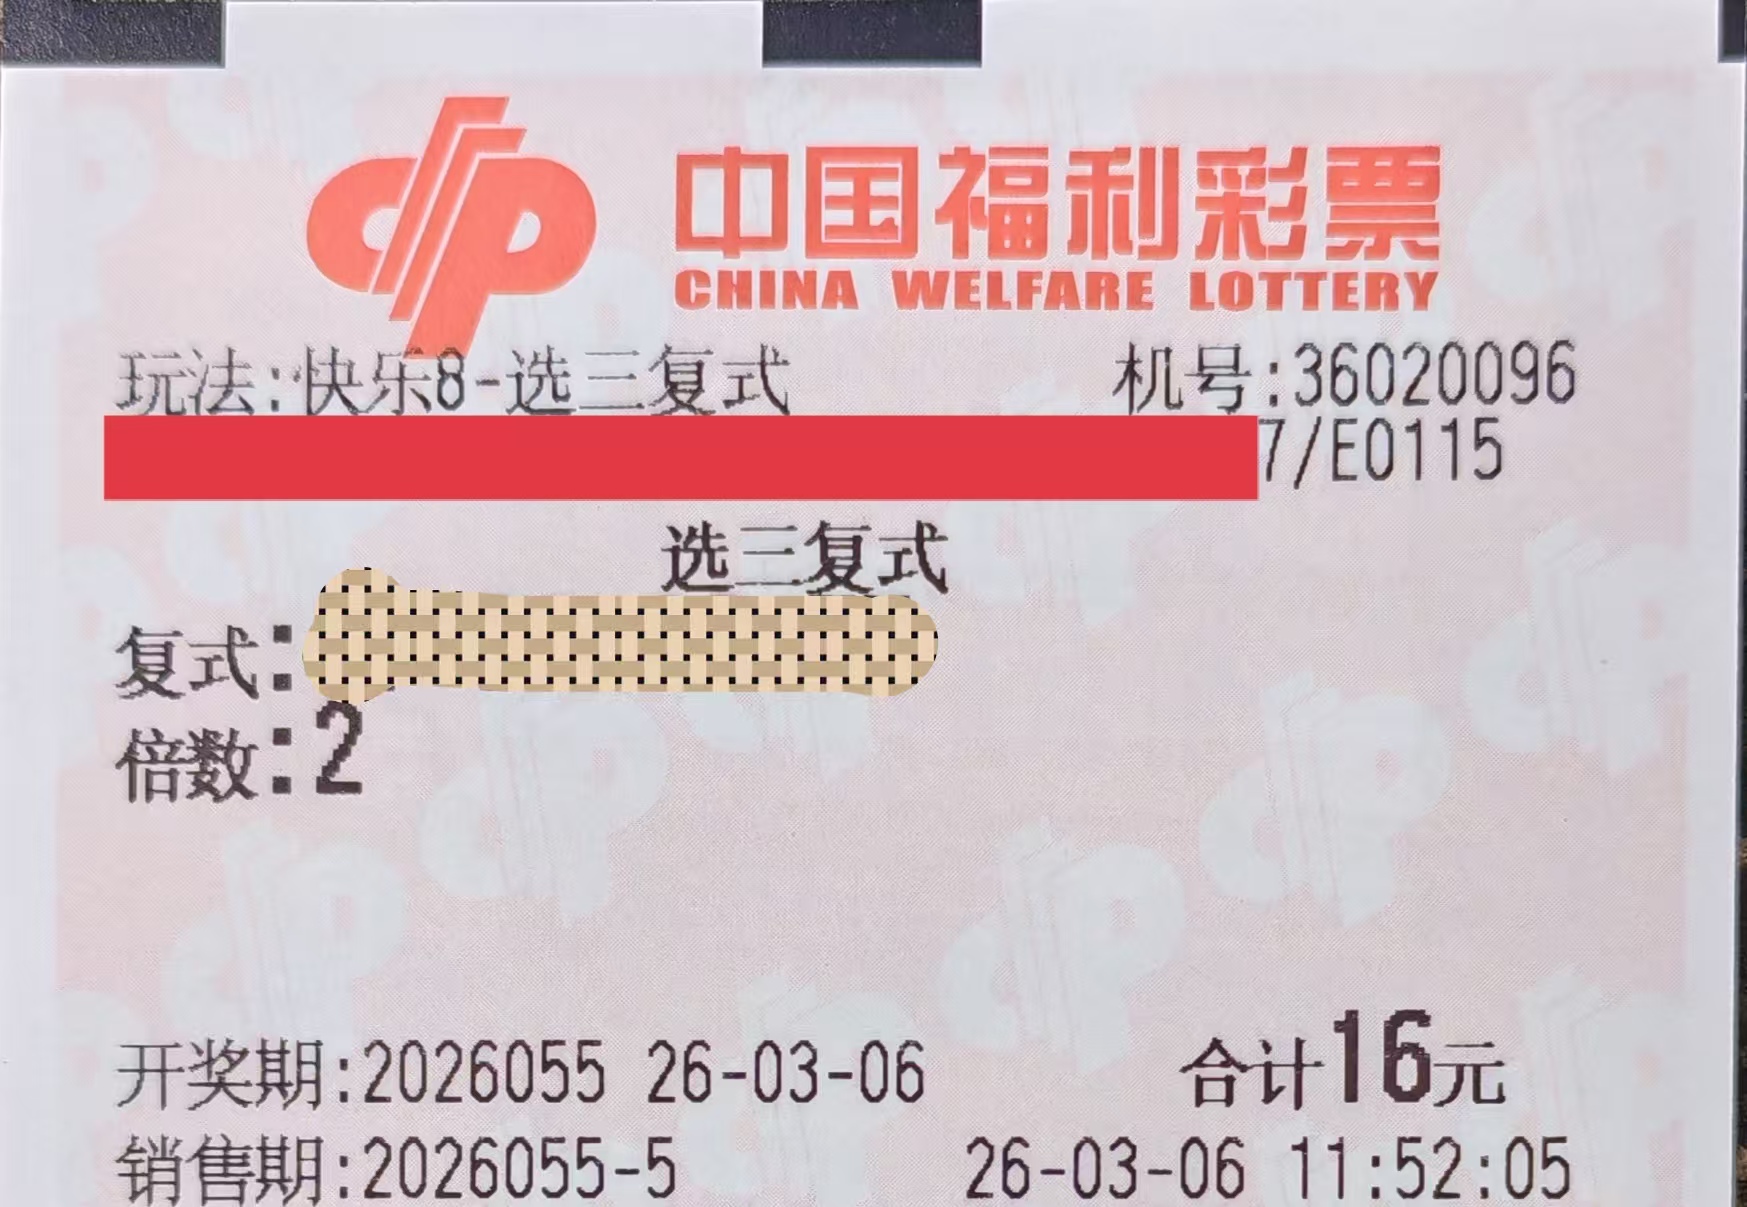 中国福利彩票
CHINA WELFARE LOTTERY
玩法:快乐8-选三复式 机号:36020096
7/E0115
选三复式
复式:
倍数:2
开奖期:2026055 26-03-06 合计16元
销售期:2026055-5 26-03-06 11:52:05